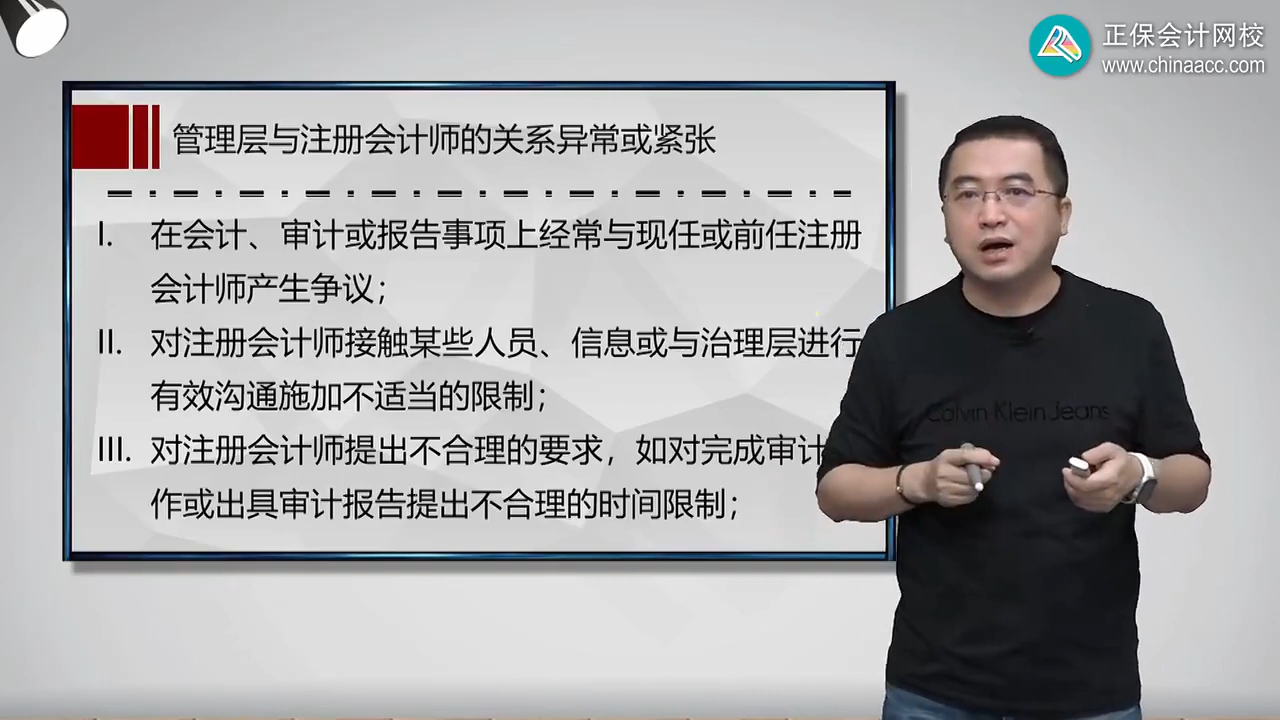 正保会计网校
www.chinaacc.com
管理层与注册会计师的关系异常或紧张
I. 在会计、审计或报告事项上经常与现任或前任注册
会计师产生争议；
II. 对注册会计师接触某些人员、信息或与治理层进行
有效沟通施加不适当的限制；
III. 对注册会计师提出不合理的要求，如对完成审计
作或出具审计报告提出不合理的时间限制；
Calvin Klein Jeans